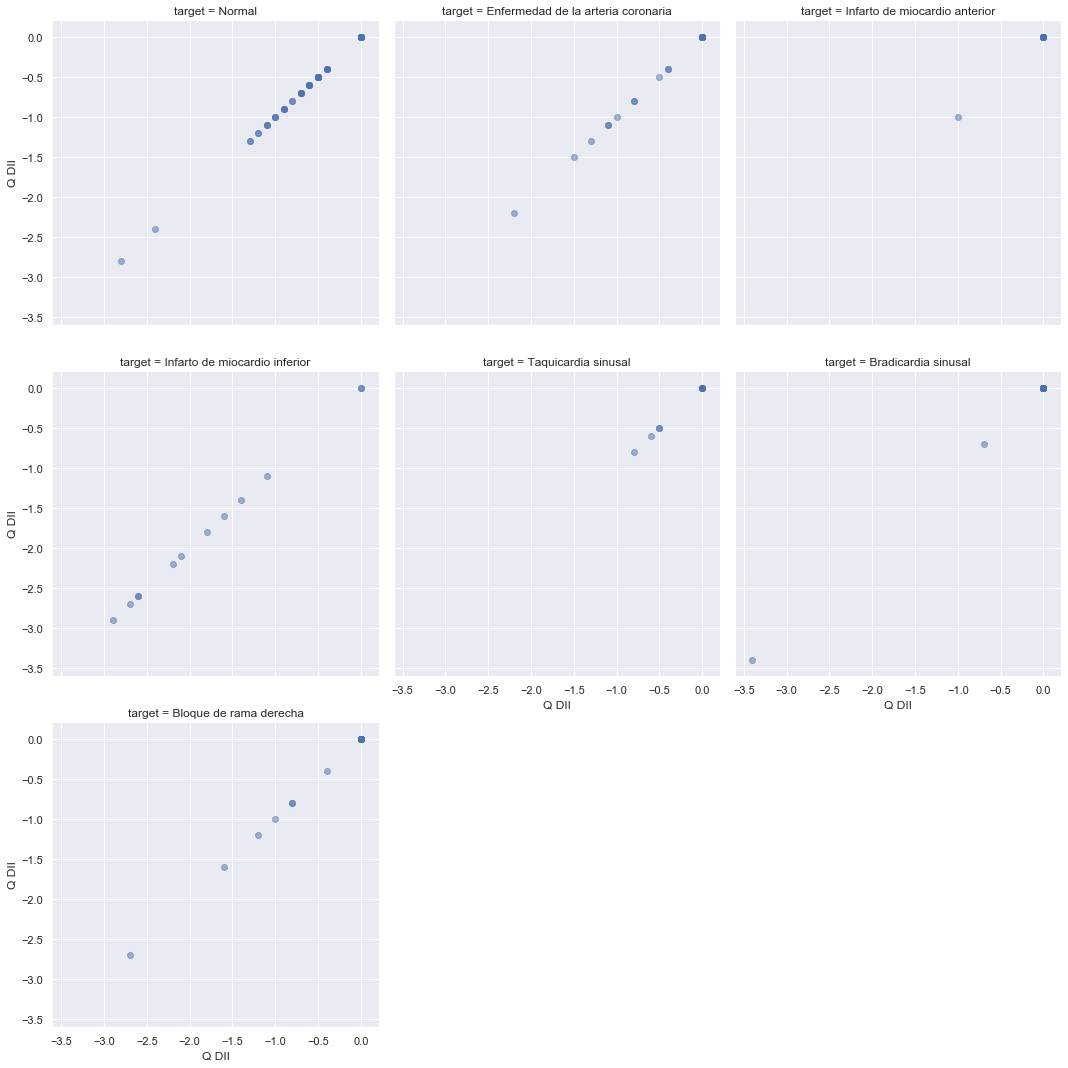 target = Normal
target = Enfermedad de la arteria coronaria
target = Infarto de miocardio anterior
0.0
−0.5
−1.0
−1.5
−2.0
−2.5
−3.0
−3.5
Q DII
target = Infarto de miocardio inferior
target = Taquicardia sinusal
target = Bradicardia sinusal
0.0
−0.5
−1.0
−1.5
−2.0
−2.5
−3.0
−3.5
Q DII
−3.5 −3.0 −2.5 −2.0 −1.5 −1.0 −0.5 0.0
Q DII
−3.5 −3.0 −2.5 −2.0 −1.5 −1.0 −0.5 0.0
Q DII
target = Bloque de rama derecha
0.0
−0.5
−1.0
−1.5
−2.0
−2.5
−3.0
−3.5
Q DII
−3.5 −3.0 −2.5 −2.0 −1.5 −1.0 −0.5 0.0
Q DII